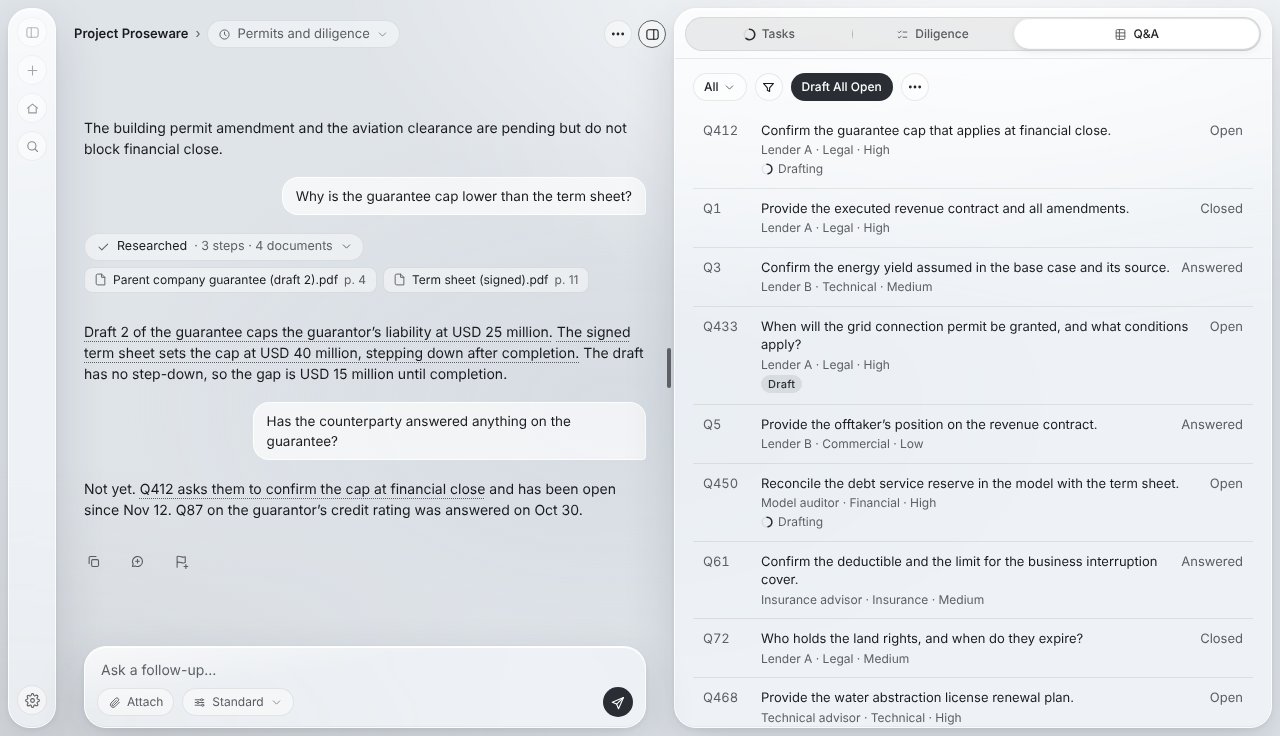 Project Proseware › Permits and diligence
The building permit amendment and the aviation clearance are pending but do not
block financial close.
Why is the guarantee cap lower than the term sheet?
Researched · 3 steps · 4 documents
Parent company guarantee (draft 2).pdf p. 4
Term sheet (signed).pdf p. 11
Draft 2 of the guarantee caps the guarantor’s liability at USD 25 million. The signed
term sheet sets the cap at USD 40 million, stepping down after completion. The draft
has no step-down, so the gap is USD 15 million until completion.
Has the counterparty answered anything on the
guarantee?
Not yet. Q412 asks them to confirm the cap at financial close and has been open
since Nov 12. Q87 on the guarantor’s credit rating was answered on Oct 30.
Ask a follow-up...
Attach
Standard
Tasks
Diligence
Q&A
All
Draft All Open
Q412 Confirm the guarantee cap that applies at financial close. Open
Lender A · Legal · High
Drafting
Q1 Provide the executed revenue contract and all amendments. Closed
Lender A · Legal · High
Q3 Confirm the energy yield assumed in the base case and its source. Answered
Lender B · Technical · Medium
Q433 When will the grid connection permit be granted, and what conditions Open
apply?
Lender A · Legal · High
Draft
Q5 Provide the offtaker’s position on the revenue contract. Answered
Lender B · Commercial · Low
Q450 Reconcile the debt service reserve in the model with the term sheet. Open
Model auditor · Financial · High
Drafting
Q61 Confirm the deductible and the limit for the business interruption Answered
cover.
Insurance advisor · Insurance · Medium
Q72 Who holds the land rights, and when do they expire? Closed
Lender A · Legal · Medium
Q468 Provide the water abstraction license renewal plan. Open
Technical advisor · Technical · High